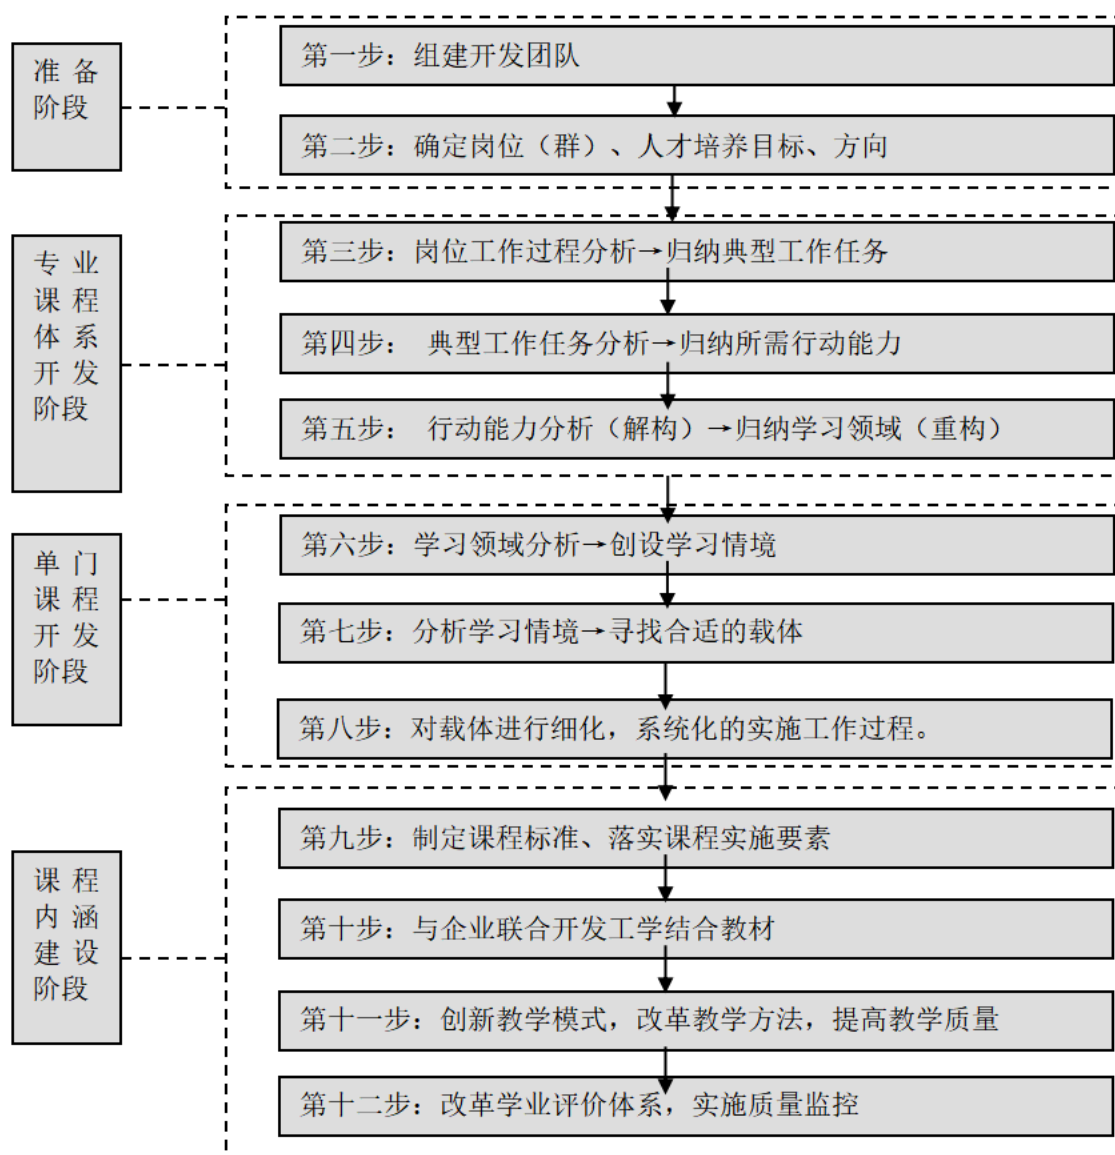 准 备
阶段
第一步：组建开发团队
第二步：确定岗位（群）、人才培养目标、方向
专 业
课 程
体 系
开 发
阶段
第三步：岗位工作过程分析→归纳典型工作任务
第四步： 典型工作任务分析→归纳所需行动能力
第五步： 行动能力分析（解构）→归纳学习领域（重构）
单 门
课 程
开 发
阶段
第六步：学习领域分析→创设学习情境
第七步：分析学习情境→寻找合适的载体
第八步：对载体进行细化，系统化的实施工作过程。
课 程
内 涵
建 设
阶段
第九步：制定课程标准、落实课程实施要素
第十步：与企业联合开发工学结合教材
第十一步：创新教学模式，改革教学方法，提高教学质量
第十二步：改革学业评价体系，实施质量监控